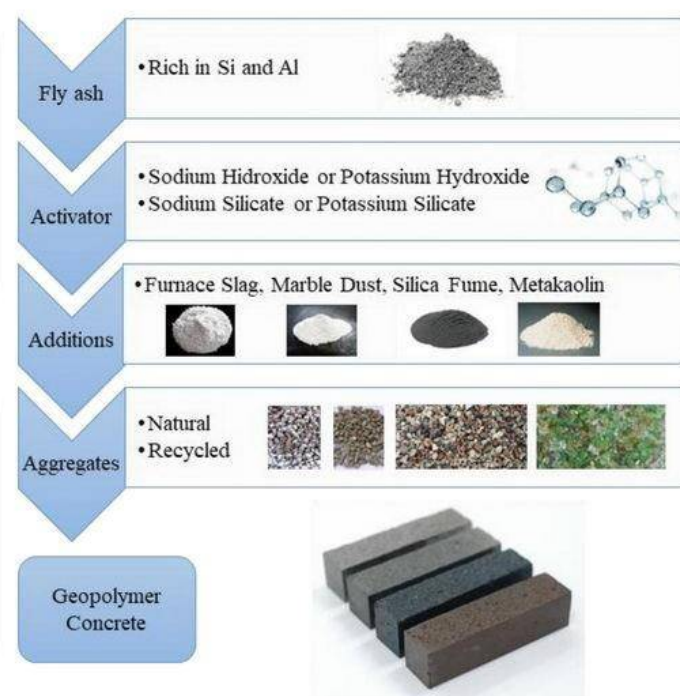 Fly ash
•Rich in Si and Al
Activator
•Sodium Hidroxide or Potassium Hydroxide
•Sodium Silicate or Potassium Silicate
Additions
•Furnace Slag, Marble Dust, Silica Fume, Metakaolin
Aggregates
•Natural
•Recycled
Geopolymer
Concrete